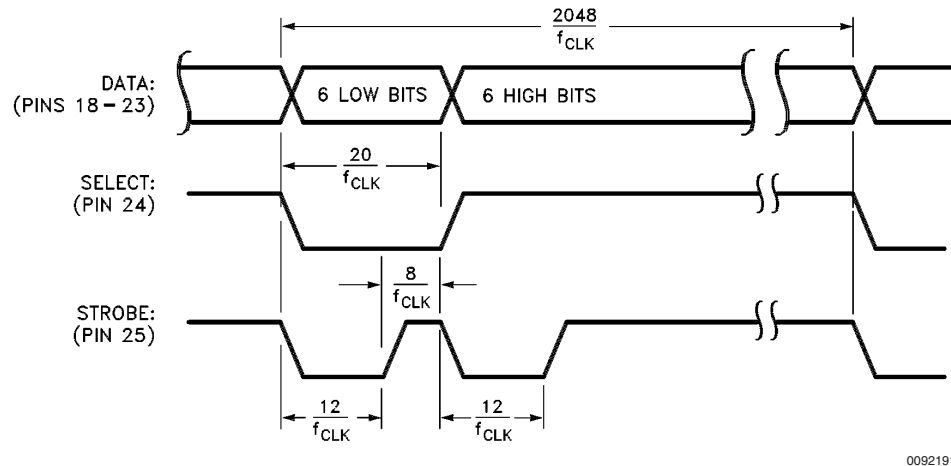 2048
fCLK
DATA:
(PINS 18–23)
6 LOW BITS
6 HIGH BITS
20
fCLK
SELECT:
(PIN 24)
8
fCLK
STROBE:
(PIN 25)
12
fCLK
12
fCLK
009219